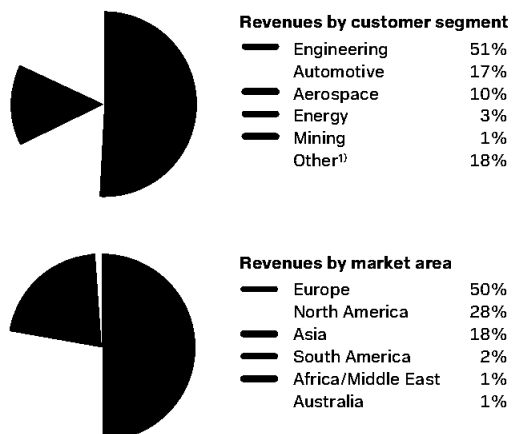 Revenues by customer segment
Engineering 51%
Automotive 17%
Aerospace 10%
Energy 3%
Mining 1%
Other¹⁾ 18%
Revenues by market area
Europe 50%
North America 28%
Asia 18%
South America 2%
Africa/Middle East 1%
Australia 1%